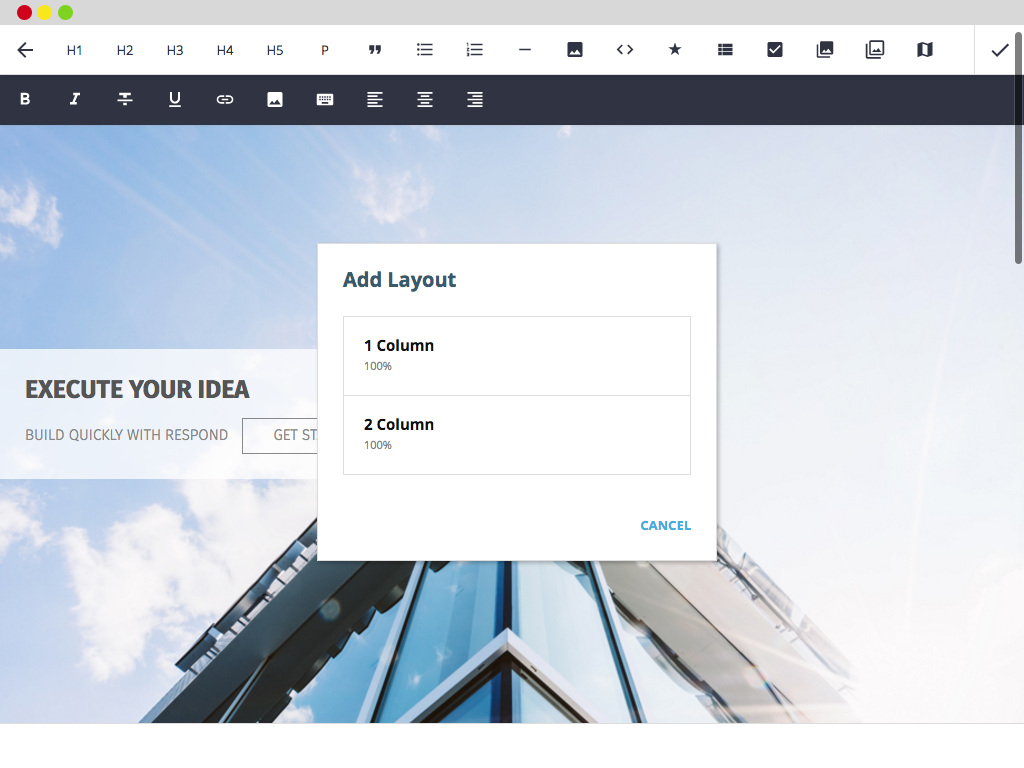 H1 H2 H3 H4 H5 P
B I U
Add Layout
1 Column
100%
2 Column
100%
CANCEL
EXECUTE YOUR IDEA
BUILD QUICKLY WITH RESPOND GET ST